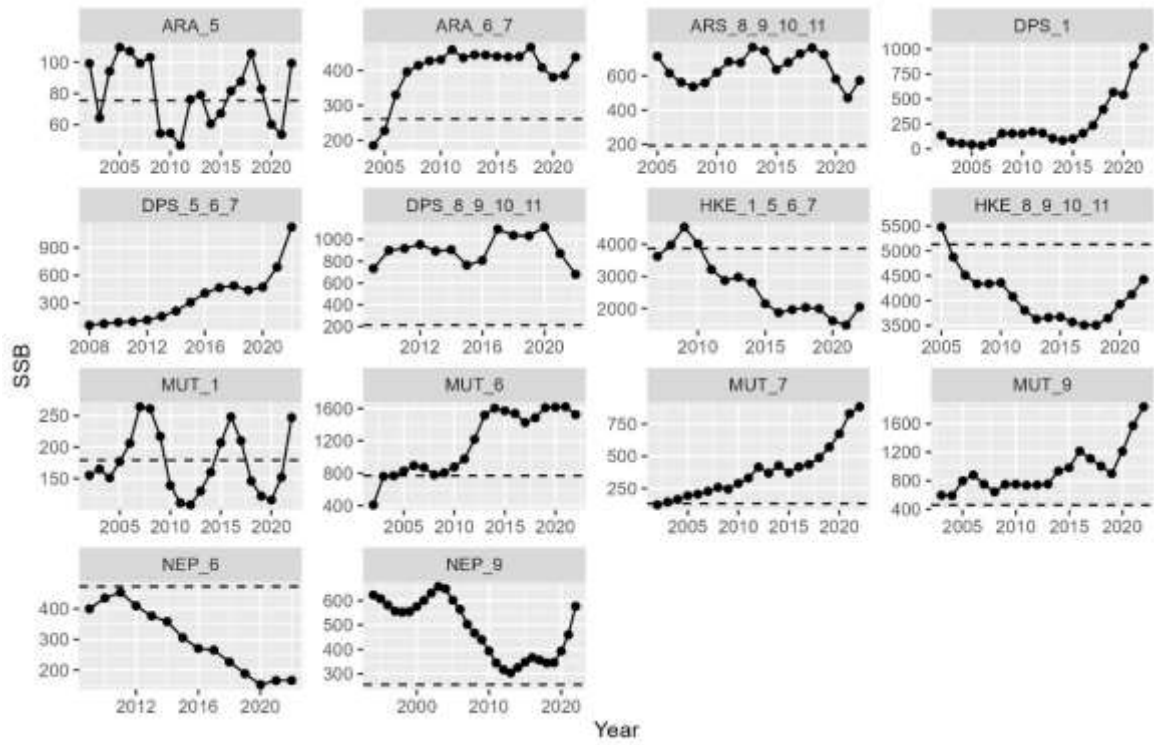 ARA_5 ARA_6_7 ARS_8_9_10_11 DPS_1
100 80 60
400 300 200
600 400 200
1000 750 500 250 0
2005 2010 2015 2020 2005 2010 2015 2020 2005 2010 2015 2020 2005 2010 2015 2020
DPS_5_6_7 DPS_8_9_10_11 HKE_1_5_6_7 HKE_8_9_10_11
900 600 300
1000 800 600 400 200
4000 3000 2000
5500 5000 4500 4000 3500
2008 2012 2016 2020 2012 2016 2020 2010 2015 2020 2005 2010 2015 2020
SSB
MUT_1 MUT_6 MUT_7 MUT_9
250 200 150
1600 1200 800 400
750 500 250
1600 1200 800 400
2005 2010 2015 2020 2005 2010 2015 2020 2005 2010 2015 2020 2005 2010 2015 2020
NEP_6 NEP_9
400 300 200
600 500 400 300
2012 2016 2020 2000 2010 2020
Year